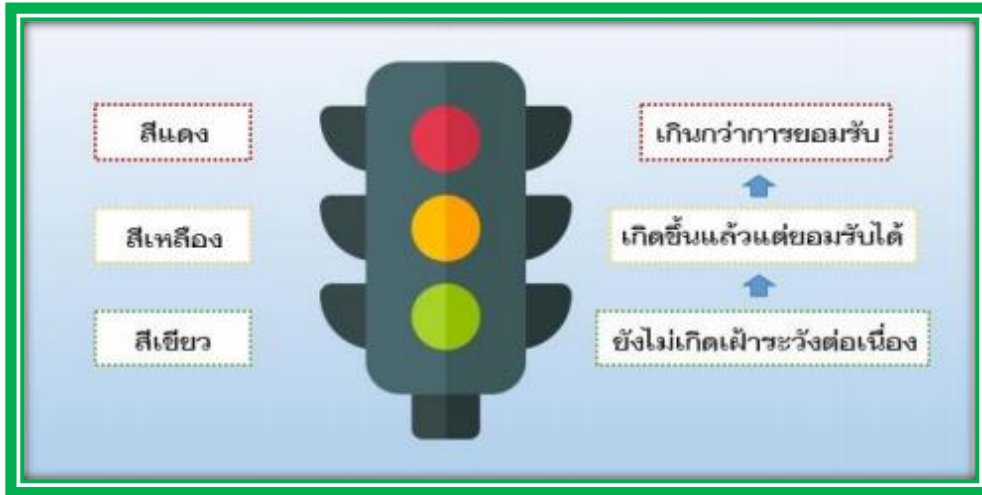 สีแดง
เกินกว่าการยอมรับ
สีเหลือง
เกิดขึ้นแล้วแต่ยอมรับได้
สีเขียว
ยังไม่เกิดเฝ้าระวังต่อเนื่อง